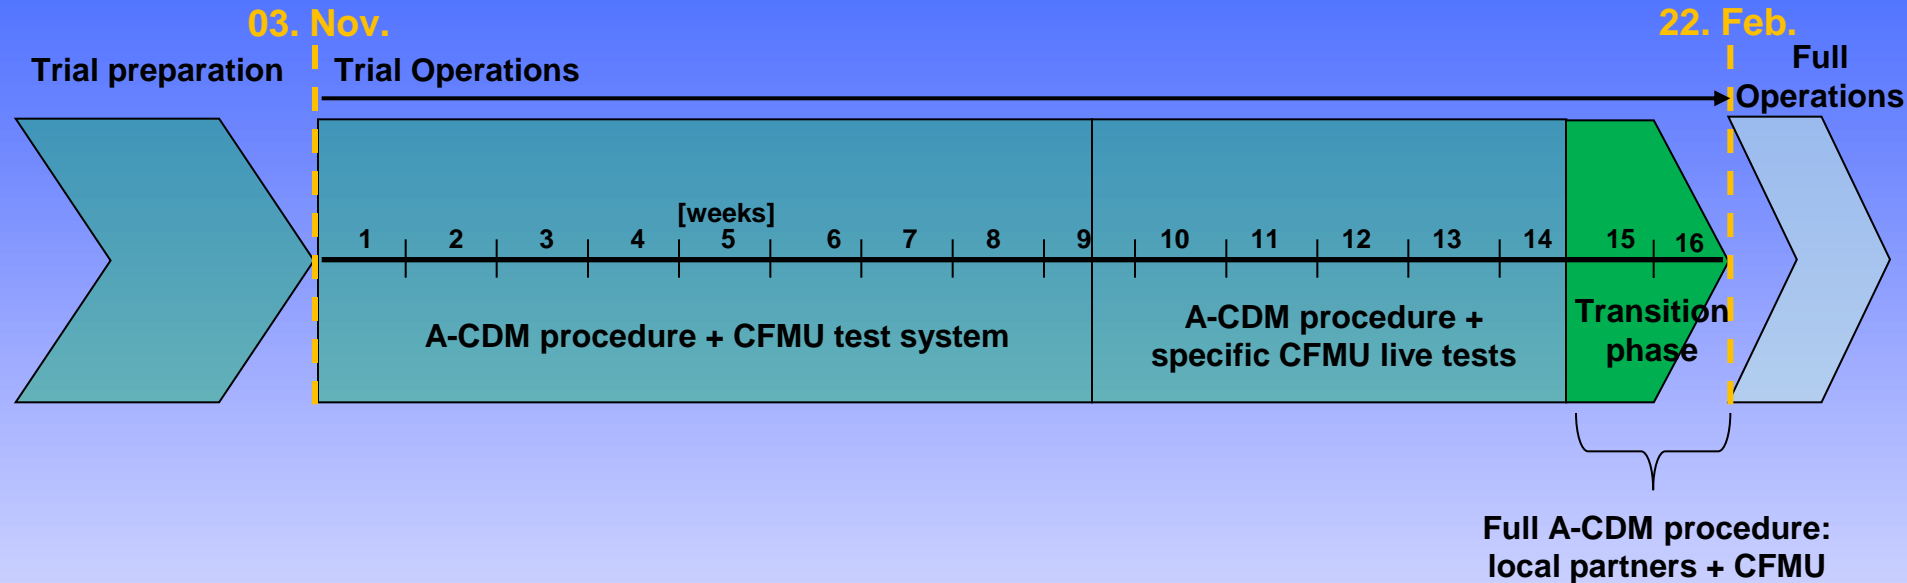 03. Nov.
22. Feb.
Trial preparation
Trial Operations
Full
Operations
[weeks]
1 2 3 4 5 6 7 8 9 10 11 12 13 14 15 16
A-CDM procedure + CFMU test system
A-CDM procedure +
specific CFMU live tests
Transition
phase
Full A-CDM procedure:
local partners + CFMU